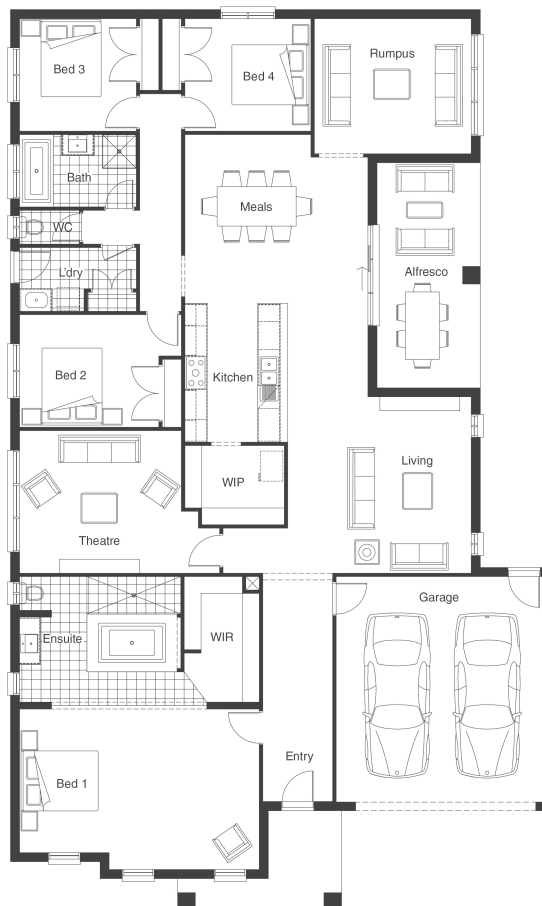 Bed 3
Bed 4
Rumpus
Bath
Meals
WC
L'dry
Alfresco
Bed 2
Kitchen
Living
WIP
Theatre
Garage
Ensuite
WIR
Entry
Bed 1